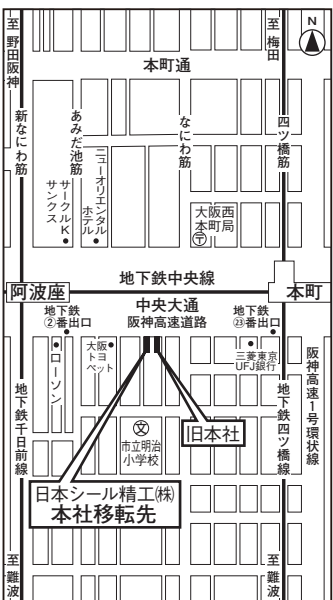 至野田阪神
至梅田
N
本町通
新なにわ筋
あみだ池筋
なにわ筋
四ツ橋筋
サークルK
サンクス
ニューオリエンタル
ホテル
大阪西
本町局
〒
地下鉄中央線
阿波座
本町
中央大通
阪神高速道路
地下鉄
②番出口
地下鉄
㉓番出口
ローソン
大阪
トヨ
ペット
三菱東京
UFJ銀行
地下鉄千日前線
地下鉄四ツ橋線
阪神高速1号環状線
文
市立明治
小学校
旧本社
日本シール精工㈱
本社移転先
至難波
至難波